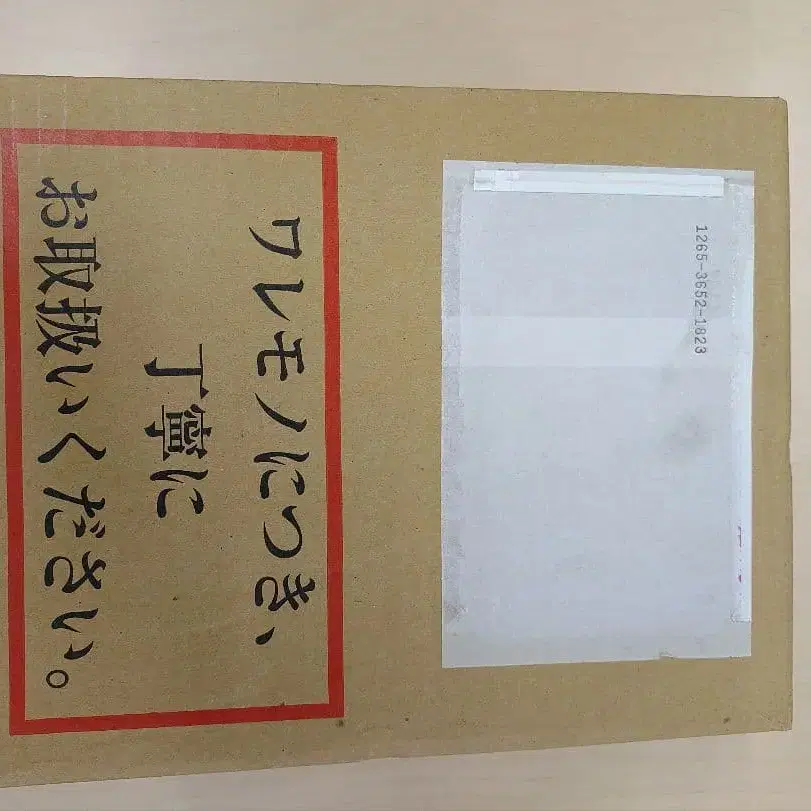 1265-3652-1823
ワレモノにつき、
丁寧に
お取扱いください。